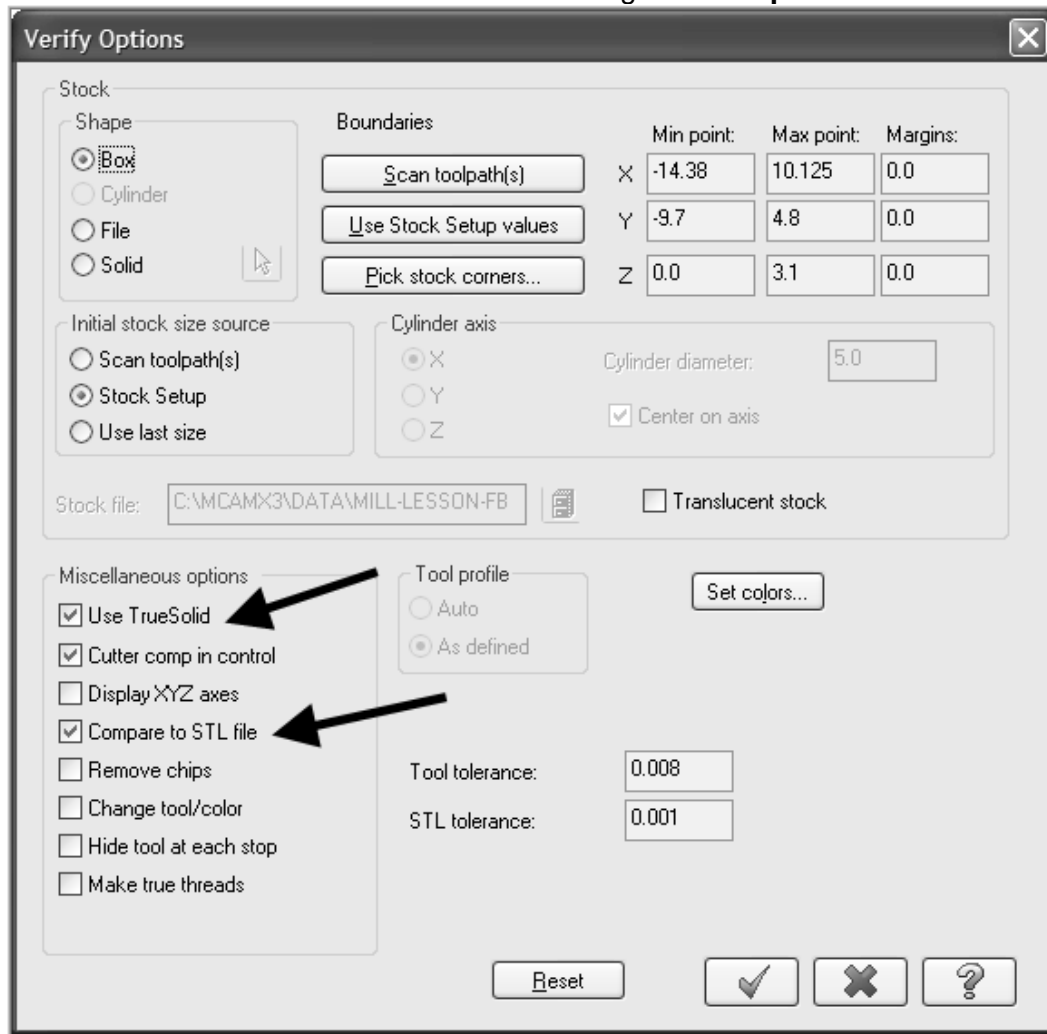 Verify Options
Stock
Shape
Box
Cylinder
File
Solid
Boundaries
Scan toolpath(s)
Use Stock Setup values
Pick stock corners...
Min point: Max point: Margins:
X -14.38 10.125 0.0
Y -9.7 4.8 0.0
Z 0.0 3.1 0.0
Initial stock size source
Scan toolpath(s)
Stock Setup
Use last size
Cylinder axis
X
Y
Z
Cylinder diameter: 5.0
Center on axis
Stock file: C:\MCAMX3\DATA\MILL-LESSON-FB
Translucent stock
Miscellaneous options
Use TrueSolid
Cutter comp in control
Display XYZ axes
Compare to STL file
Remove chips
Change tool/color
Hide tool at each stop
Make true threads
Tool profile
Auto
As defined
Set colors...
Tool tolerance: 0.008
STL tolerance: 0.001
Reset